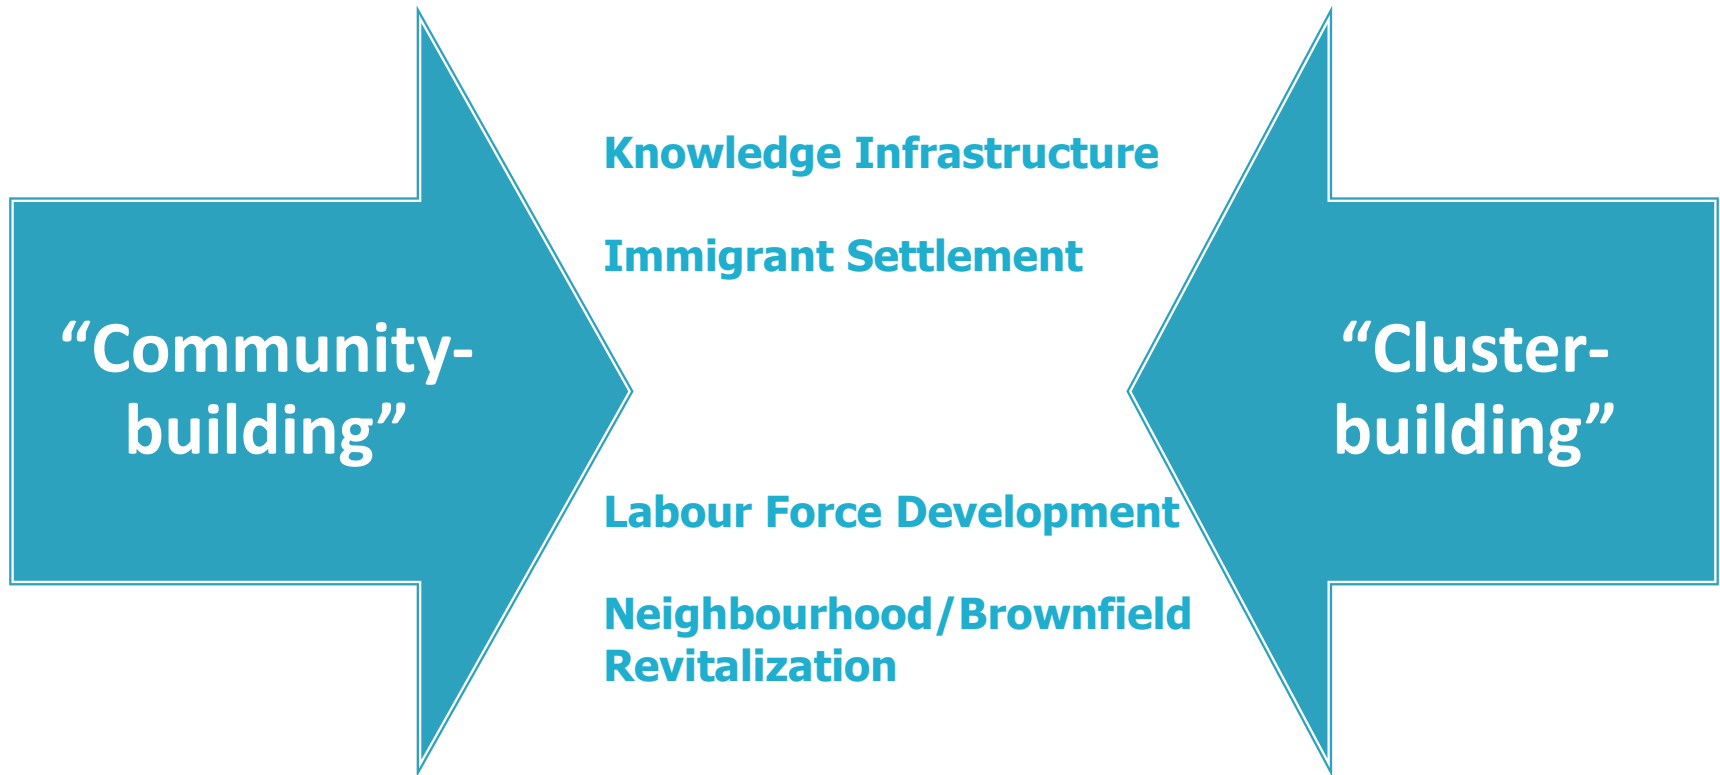 “Community-
building”
Knowledge Infrastructure
Immigrant Settlement
Labour Force Development
Neighbourhood/Brownfield
Revitalization
“Cluster-
building”